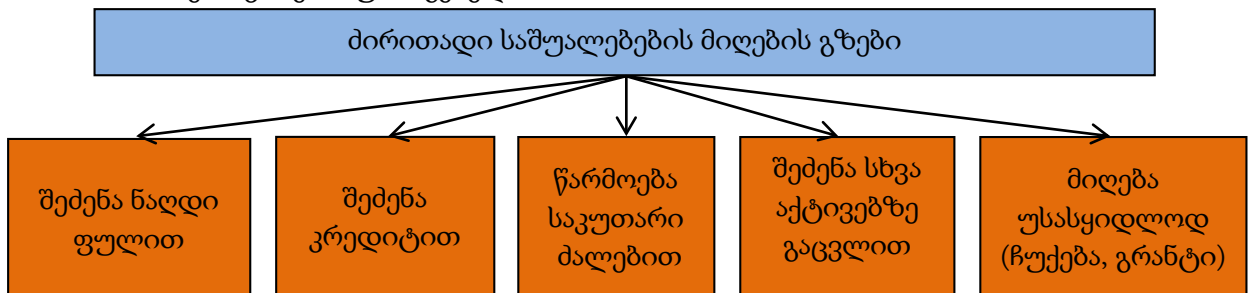 ძირითადი საშუალებების მიღების გზები
შეძენა ნაღდი
ფულით
შეძენა
კრედიტით
წარმოება
საკუთარი
ძალებით
შეძენა სხვა
აქტივებზე
გაცვლით
მიღება
უსასყიდლოდ
(ჩუქება, გრანტი)